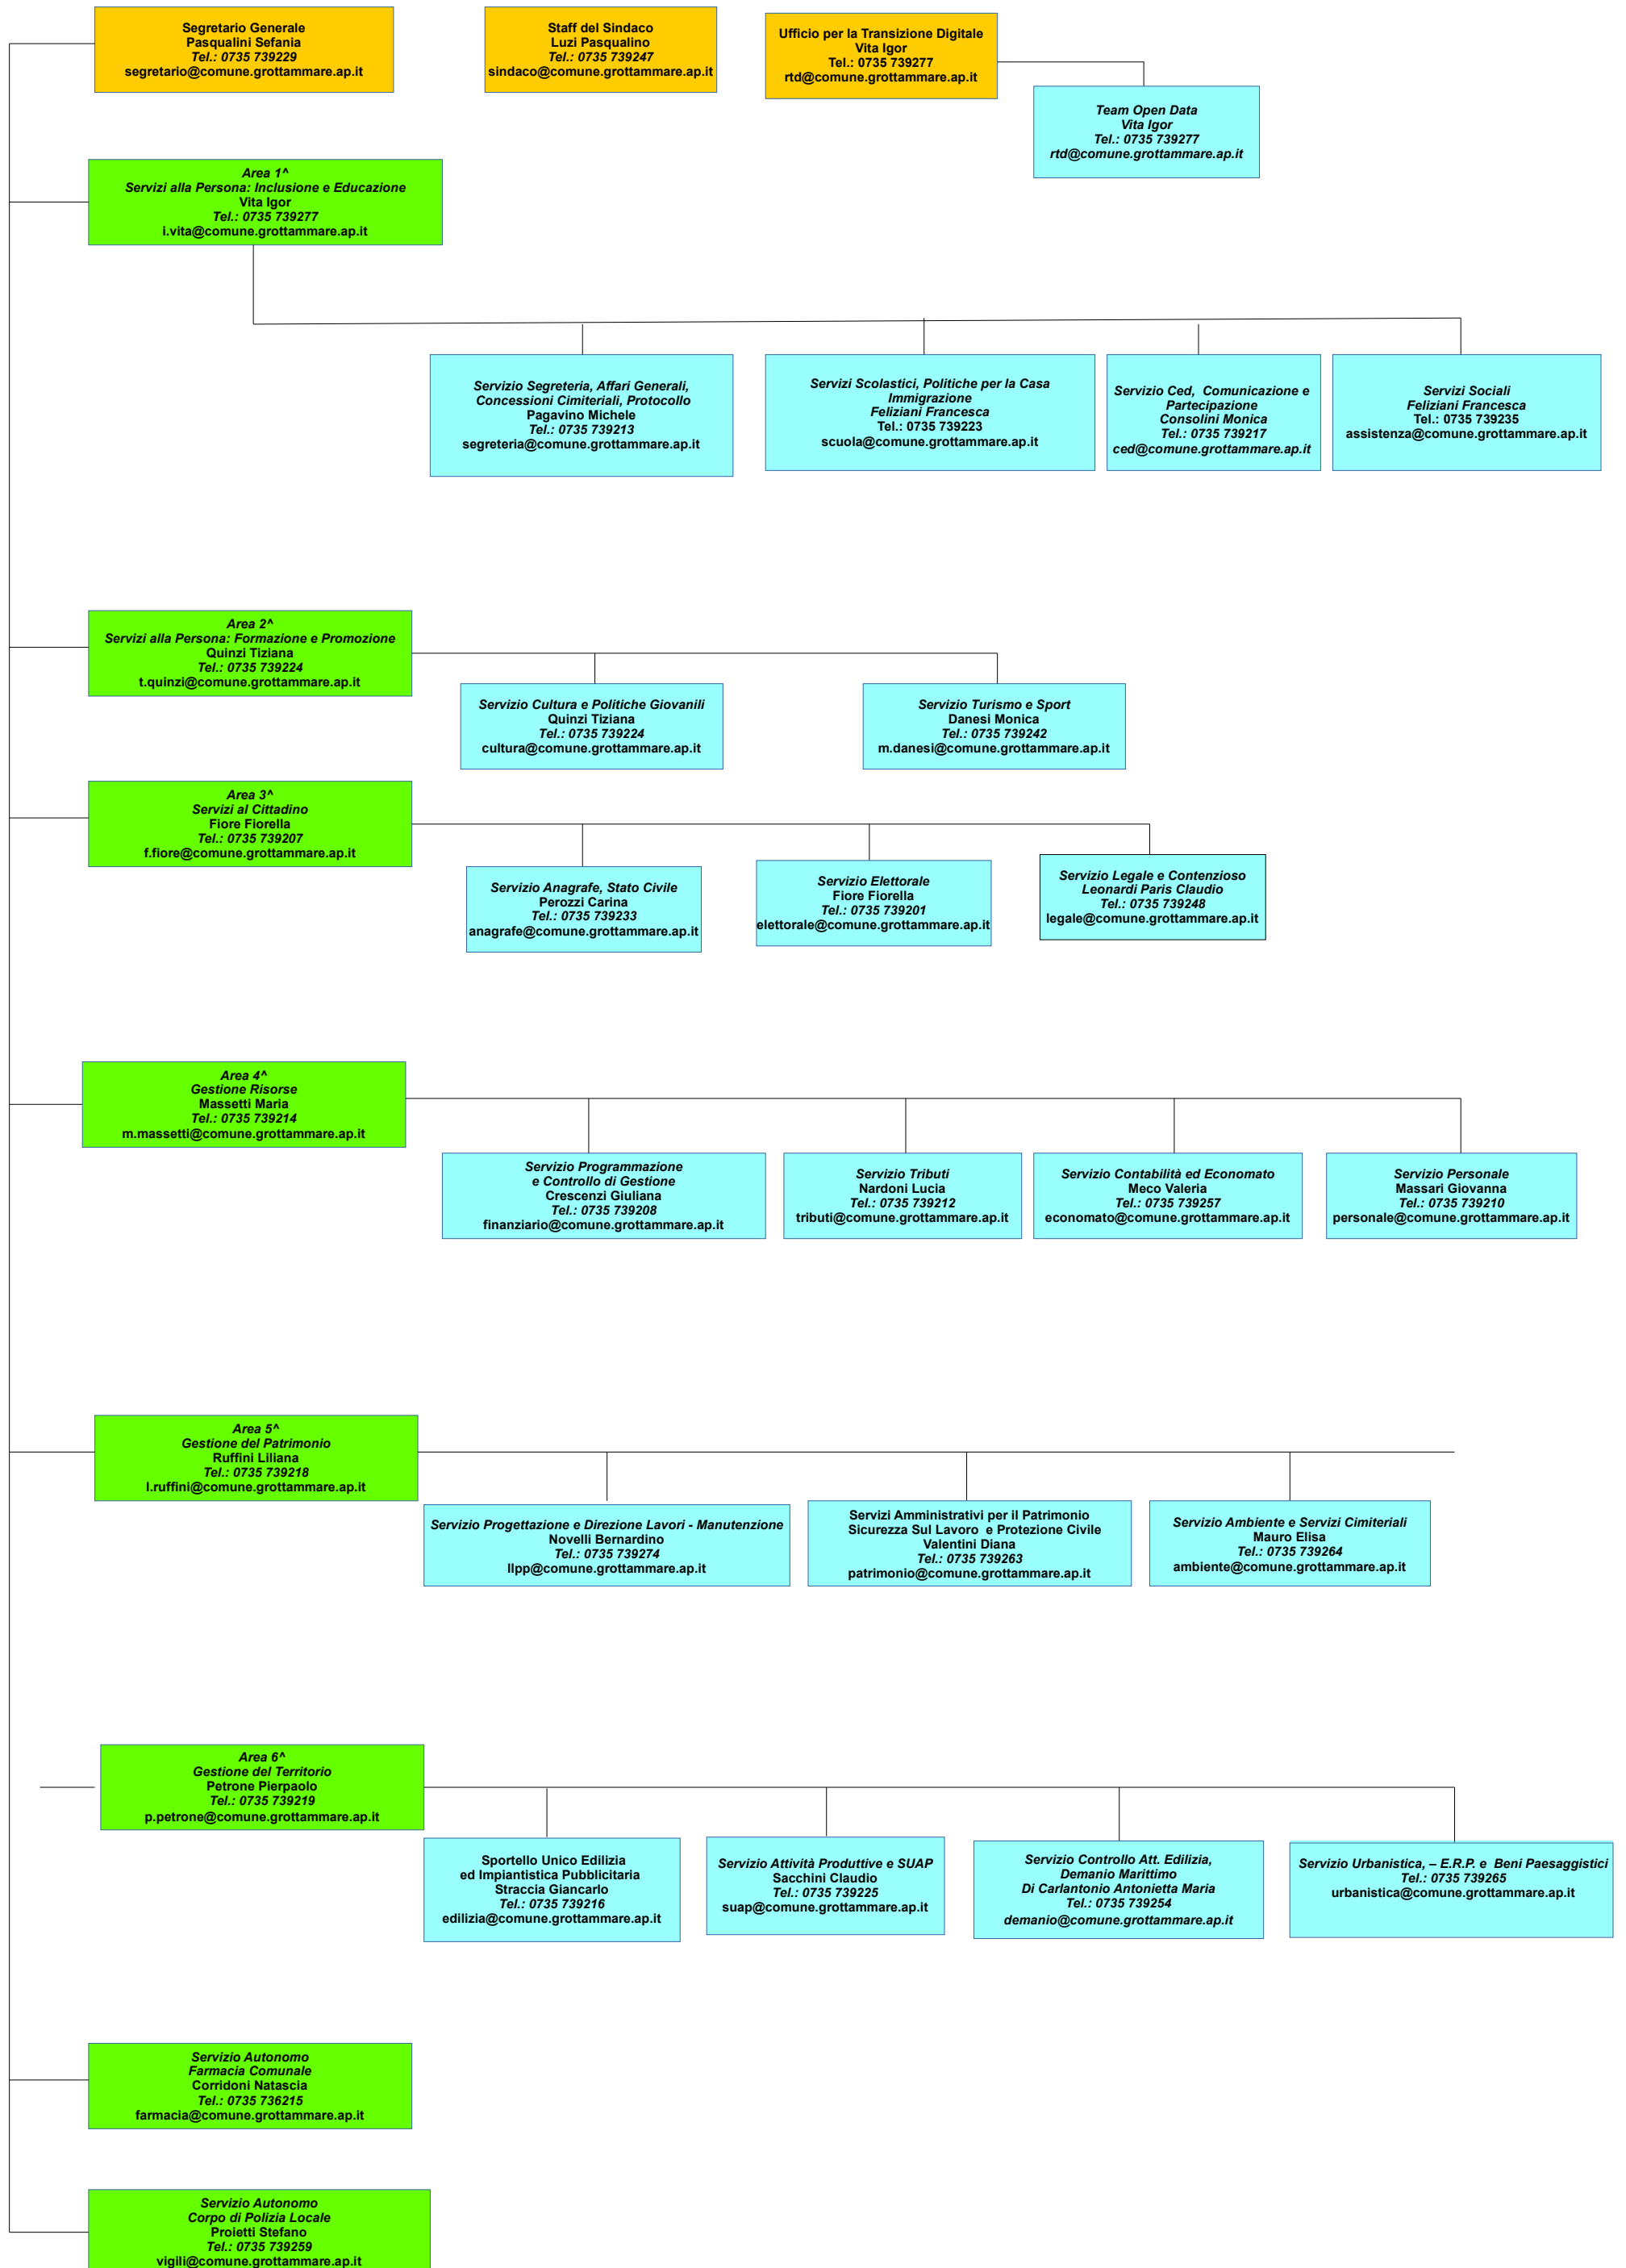 Segretario Generale
Pasqualini Sefania
Tel.: 0735 739229
segretario@comune.grottammare.ap.it
Staff del Sindaco
Luzi Pasqualino
Tel.: 0735 739247
sindaco@comune.grottammare.ap.it
Ufficio per la Transizione Digitale
Vita Igor
Tel.: 0735 739277
rtd@comune.grottammare.ap.it
Team Open Data
Vita Igor
Tel.: 0735 739277
rtd@comune.grottammare.ap.it
Area 1^
Servizi alla Persona: Inclusione e Educazione
Vita Igor
Tel.: 0735 739277
i.vita@comune.grottammare.ap.it
Servizio Segreteria, Affari Generali,
Concessioni Cimiteriali, Protocollo
Pagavino Michele
Tel.: 0735 739213
segreteria@comune.grottammare.ap.it
Servizi Scolastici, Politiche per la Casa
Immigrazione
Feliziani Francesca
Tel.: 0735 739223
scuola@comune.grottammare.ap.it
Servizio Ced, Comunicazione e
Partecipazione
Consolini Monica
Tel.: 0735 739217
ced@comune.grottammare.ap.it
Servizi Sociali
Feliziani Francesca
Tel.: 0735 739235
assistenza@comune.grottammare.ap.it
Area 2^
Servizi alla Persona: Formazione e Promozione
Quinzi Tiziana
Tel.: 0735 739224
t.quinzi@comune.grottammare.ap.it
Servizio Cultura e Politiche Giovanili
Quinzi Tiziana
Tel.: 0735 739224
cultura@comune.grottammare.ap.it
Servizio Turismo e Sport
Danesi Monica
Tel.: 0735 739242
m.danesi@comune.grottammare.ap.it
Area 3^
Servizi al Cittadino
Fiore Fiorella
Tel.: 0735 739207
f.fiore@comune.grottammare.ap.it
Servizio Anagrafe, Stato Civile
Perozzi Carina
Tel.: 0735 739233
anagrafe@comune.grottammare.ap.it
Servizio Elettorale
Fiore Fiorella
Tel.: 0735 739201
elettorale@comune.grottammare.ap.it
Servizio Legale e Contenzioso
Leonardi Paris Claudio
Tel.: 0735 739248
legale@comune.grottammare.ap.it
Area 4^
Gestione Risorse
Massetti Maria
Tel.: 0735 739214
m.massetti@comune.grottammare.ap.it
Servizio Programmazione
e Controllo di Gestione
Crescenzi Giuliana
Tel.: 0735 739208
finanziario@comune.grottammare.ap.it
Servizio Tributi
Nardoni Lucia
Tel.: 0735 739212
tributi@comune.grottammare.ap.it
Servizio Contabilità ed Economato
Meco Valeria
Tel.: 0735 739257
economato@comune.grottammare.ap.it
Servizio Personale
Massari Giovanna
Tel.: 0735 739210
personale@comune.grottammare.ap.it
Area 5^
Gestione del Patrimonio
Ruffini Liliana
Tel.: 0735 739218
l.ruffini@comune.grottammare.ap.it
Servizio Progettazione e Direzione Lavori - Manutenzione
Novelli Bernardino
Tel.: 0735 739274
llpp@comune.grottammare.ap.it
Servizi Amministrativi per il Patrimonio
Sicurezza Sul Lavoro e Protezione Civile
Valentini Diana
Tel.: 0735 739263
patrimonio@comune.grottammare.ap.it
Servizio Ambiente e Servizi Cimiteriali
Mauro Elisa
Tel.: 0735 739264
ambiente@comune.grottammare.ap.it
Area 6^
Gestione del Territorio
Petrone Pierpaolo
Tel.: 0735 739219
p.petrone@comune.grottammare.ap.it
Sportello Unico Edilizia
ed Impiantistica Pubblicitaria
Straccia Giancarlo
Tel.: 0735 739216
edilizia@comune.grottammare.ap.it
Servizio Attività Produttive e SUAP
Sacchini Claudio
Tel.: 0735 739225
suap@comune.grottammare.ap.it
Servizio Controllo Att. Edilizia,
Demanio Marittimo
Di Carlantonio Antonietta Maria
Tel.: 0735 739254
demanio@comune.grottammare.ap.it
Servizio Urbanistica, – E.R.P. e Beni Paesaggistici
Tel.: 0735 739265
urbanistica@comune.grottammare.ap.it
Servizio Autonomo
Farmacia Comunale
Corridoni Natascia
Tel.: 0735 736215
farmacia@comune.grottammare.ap.it
Servizio Autonomo
Corpo di Polizia Locale
Proietti Stefano
Tel.: 0735 739259
vigili@comune.grottammare.ap.it